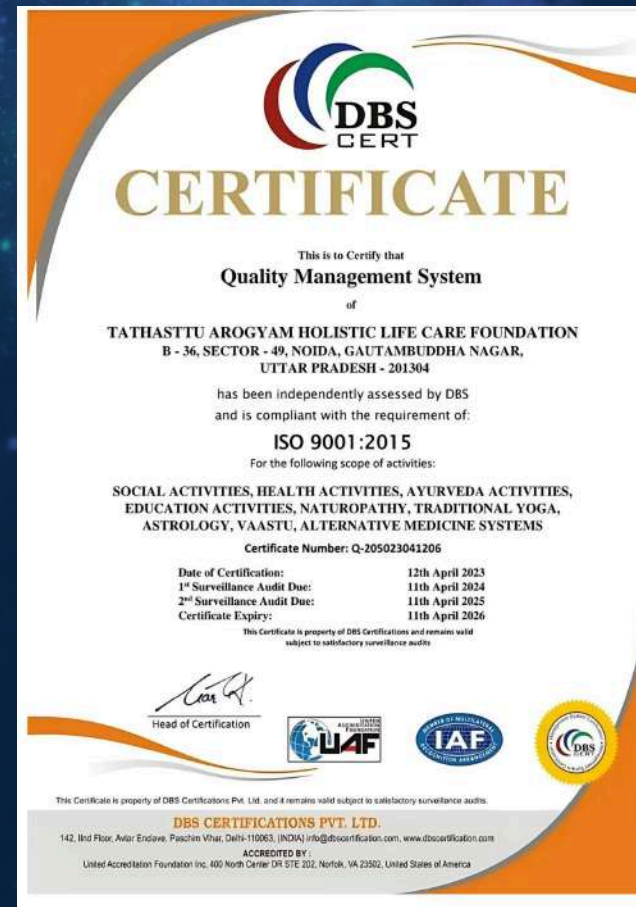 DBS
CERT
CERTIFICATE
This is to Certify that
Quality Management System
of
TATHASTTU AROGYAM HOLISTIC LIFE CARE FOUNDATION
B - 36, SECTOR - 49, NOIDA, GAUTAMBUDDHA NAGAR,
UTTAR PRADESH - 201304
has been independently assessed by DBS
and is compliant with the requirement of:
ISO 9001:2015
For the following scope of activities:
SOCIAL ACTIVITIES, HEALTH ACTIVITIES, AYURVEDA ACTIVITIES,
EDUCATION ACTIVITIES, NATUROPATHY, TRADITIONAL YOGA,
ASTROLOGY, VAASTU, ALTERNATIVE MEDICINE SYSTEMS
Certificate Number: Q-205023041206
Date of Certification: 12th April 2023
1st Surveillance Audit Due: 11th April 2024
2nd Surveillance Audit Due: 11th April 2025
Certificate Expiry: 11th April 2026
This Certificate is property of DBS Certifications and remains valid
subject to satisfactory surveillance audits
Head of Certification
UNITED
ACCREDITATION
FOUNDATION
UAF
MEMBER OF MULTILATERAL
IAF
RECOGNITION ARRANGEMENT
DBS
CERT
This Certificate is property of DBS Certifications Pvt. Ltd. and it remains valid subject to satisfactory surveillance audits.
DBS CERTIFICATIONS PVT. LTD.
142, IInd Floor, Avtar Enclave, Paschim Vihar, Delhi-110063, (INDIA) info@dbscertification.com, www.dbscertification.com
ACCREDITED BY :
United Accreditation Foundation Inc. 400 North Center DR STE 202, Norfolk, VA 23502, United States of America